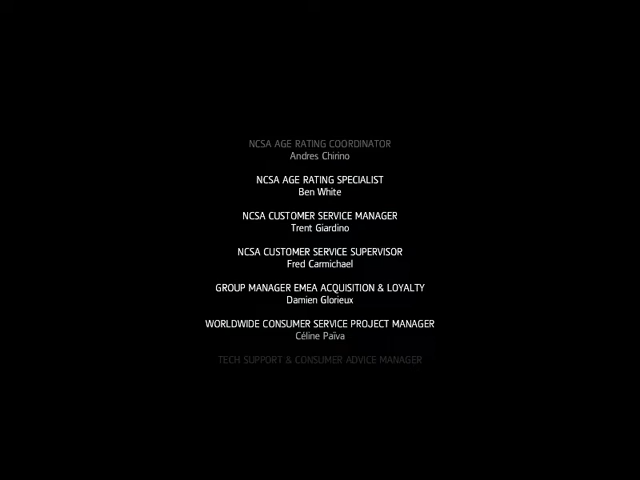 NCSA AGE RATING COORDINATOR
Andres Chirino
NCSA AGE RATING SPECIALIST
Ben White
NCSA CUSTOMER SERVICE MANAGER
Trent Giardino
NCSA CUSTOMER SERVICE SUPERVISOR
Fred Carmichael
GROUP MANAGER EMEA ACQUISITION & LOYALTY
Damien Glorieux
WORLDWIDE CONSUMER SERVICE PROJECT MANAGER
Céline Païva
TECH SUPPORT & CONSUMER ADVICE MANAGER